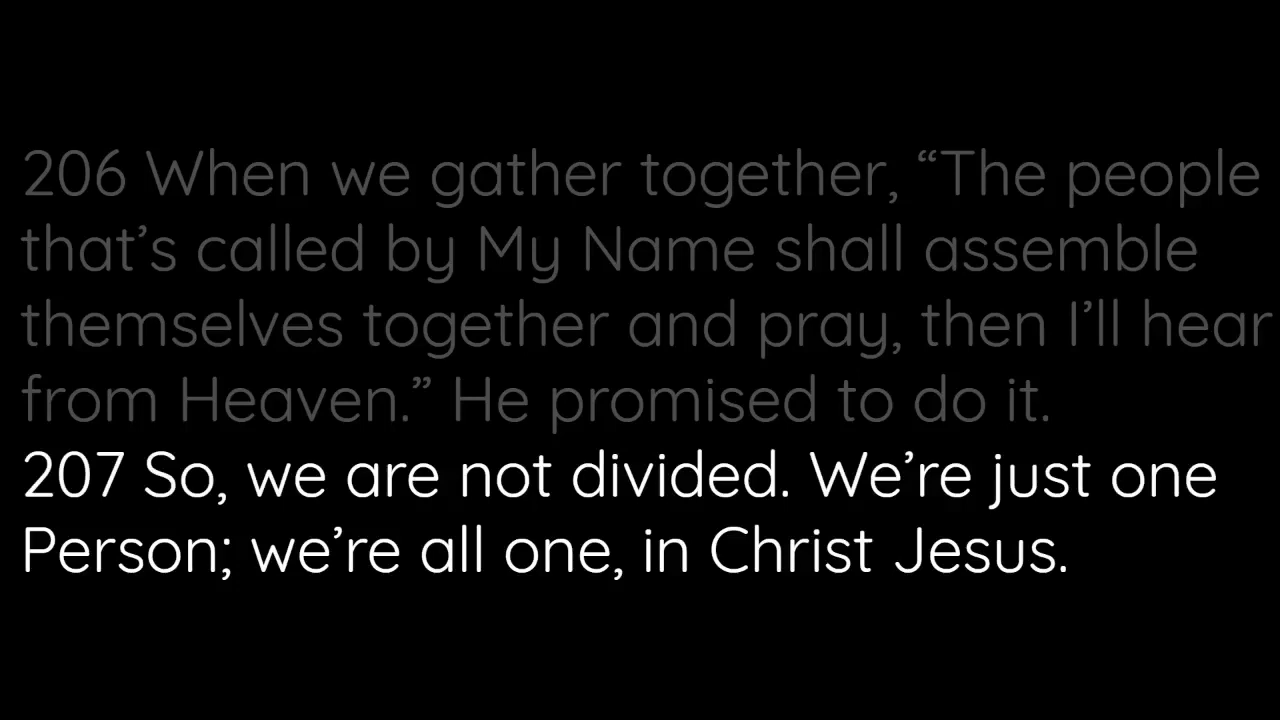 206 When we gather together, “The people
that’s called by My Name shall assemble
themselves together and pray, then I’ll hear
from Heaven.” He promised to do it.
207 So, we are not divided. We’re just one
Person; we’re all one, in Christ Jesus.